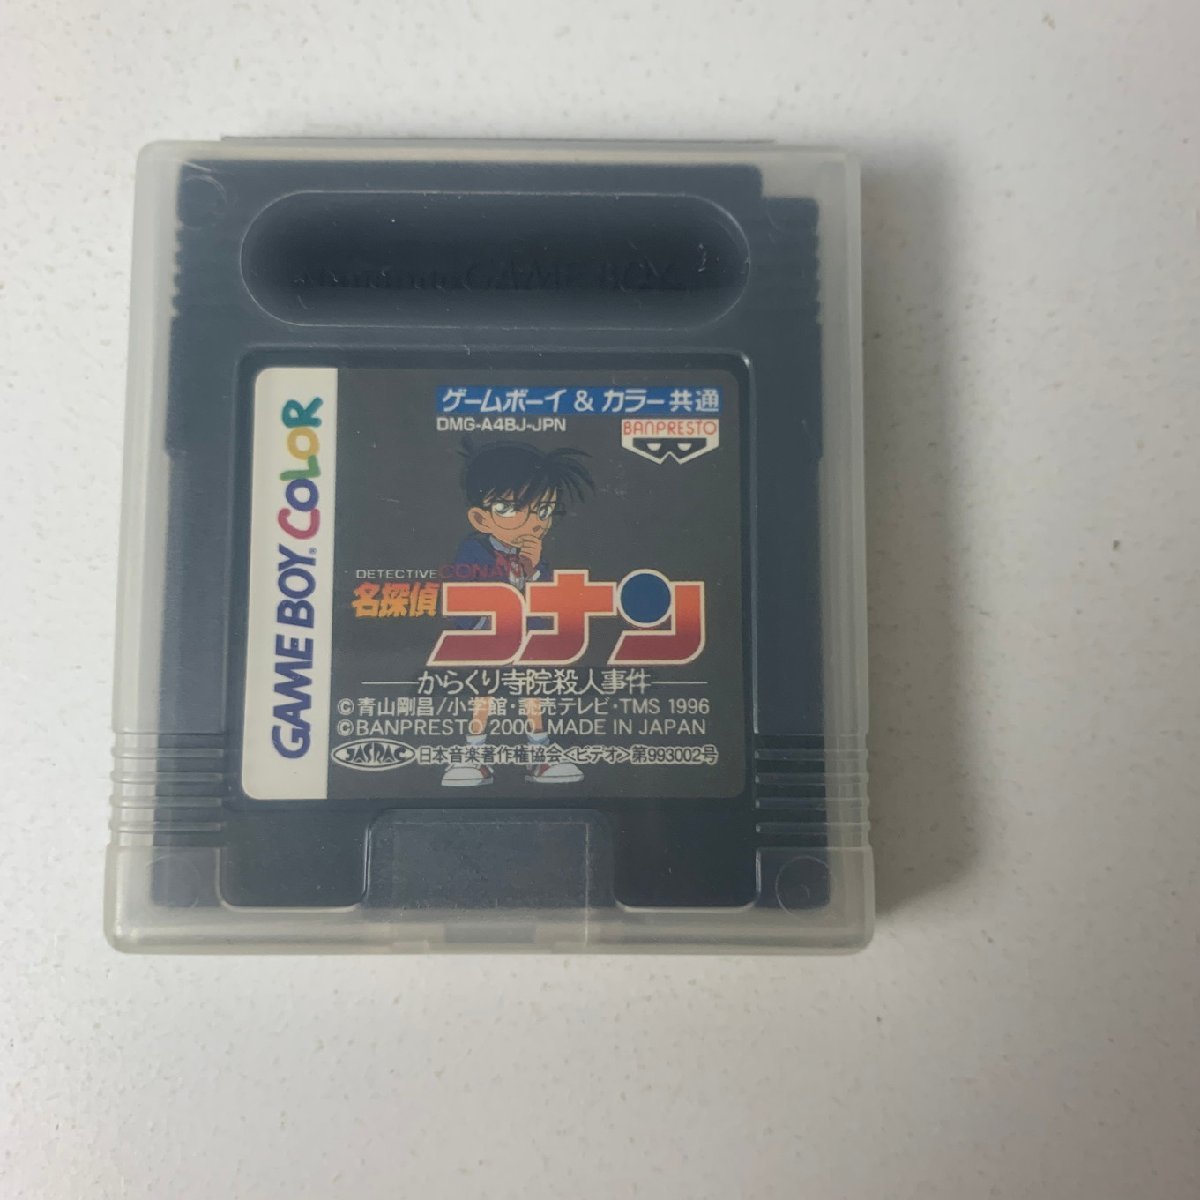 Nintendo GAME BOY
GAME BOY COLOR
ゲームボーイ & カラー共通
DMG-A4BJ-JPN
BANPRESTO
DETECTIVE CONAN
名探偵
コナン
からくり寺院殺人事件
©青山剛昌/小学館・読売テレビ・TMS 1996
©BANPRESTO 2000 MADE IN JAPAN
JASRAC 日本音楽著作権協会<ビデオ>第993002号